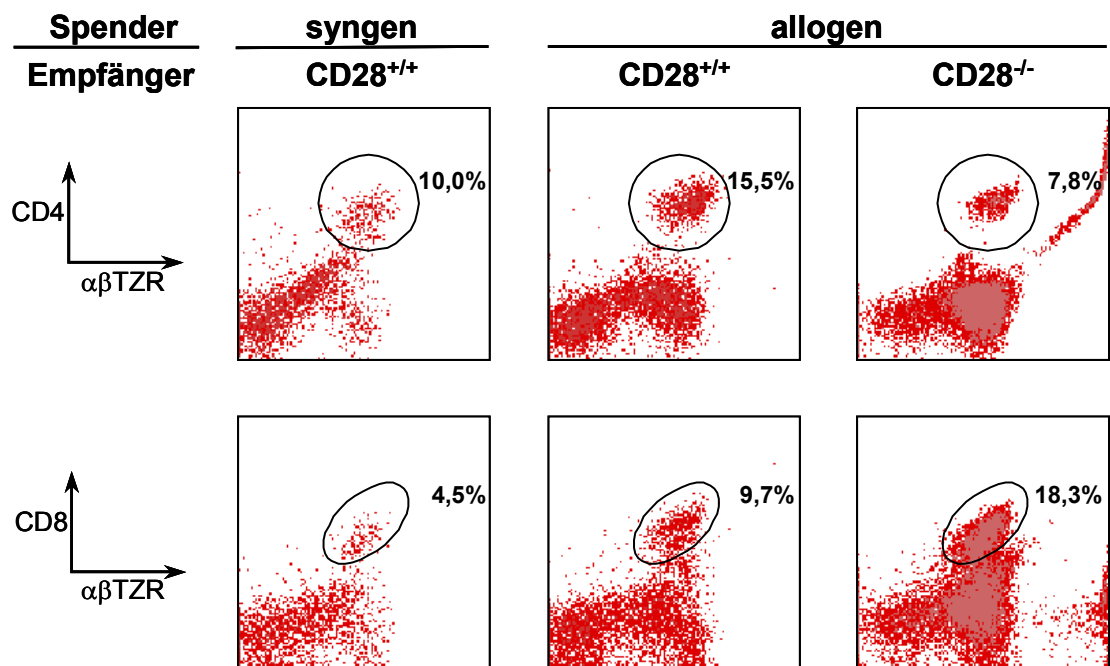 Spender syngen allogen
Empfänger CD28+/+ CD28+/+ CD28-/-
10,0% 15,5% 7,8%
CD4
αβTZR
4,5% 9,7% 18,3%
CD8
αβTZR